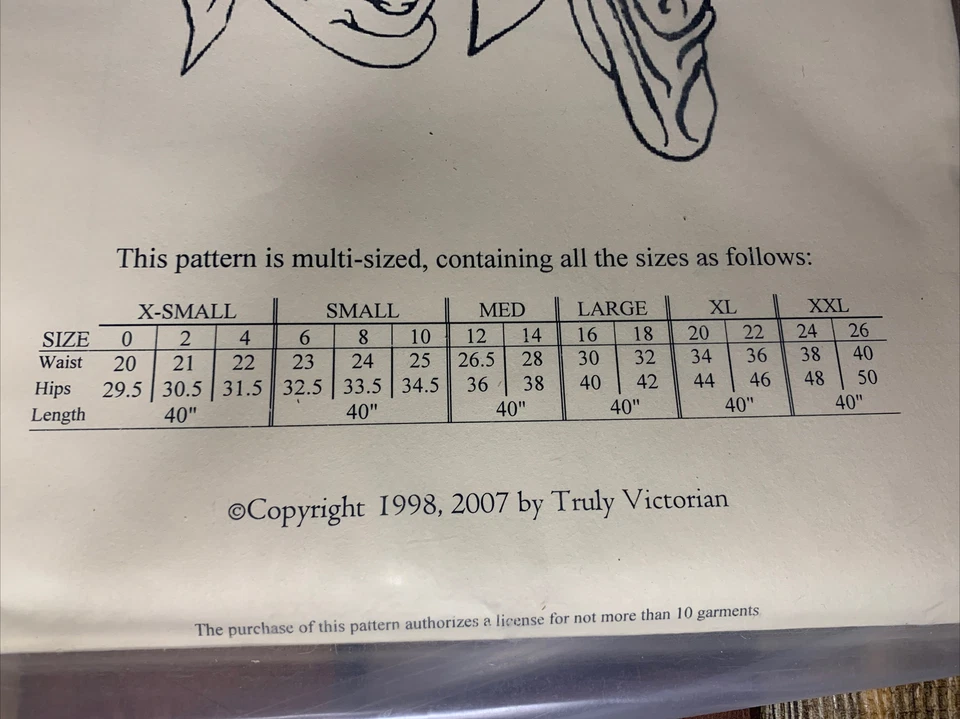 This pattern is multi-sized, containing all the sizes as follows:
X-SMALL SMALL MED LARGE XL XXL
SIZE 0 2 4 6 8 10 12 14 16 18 20 22 24 26
Waist 20 21 22 23 24 25 26.5 28 30 32 34 36 38 40
Hips 29.5 30.5 31.5 32.5 33.5 34.5 36 38 40 42 44 46 48 50
Length 40" 40" 40" 40" 40" 40"
©Copyright 1998, 2007 by Truly Victorian
The purchase of this pattern authorizes a license for not more than 10 garments